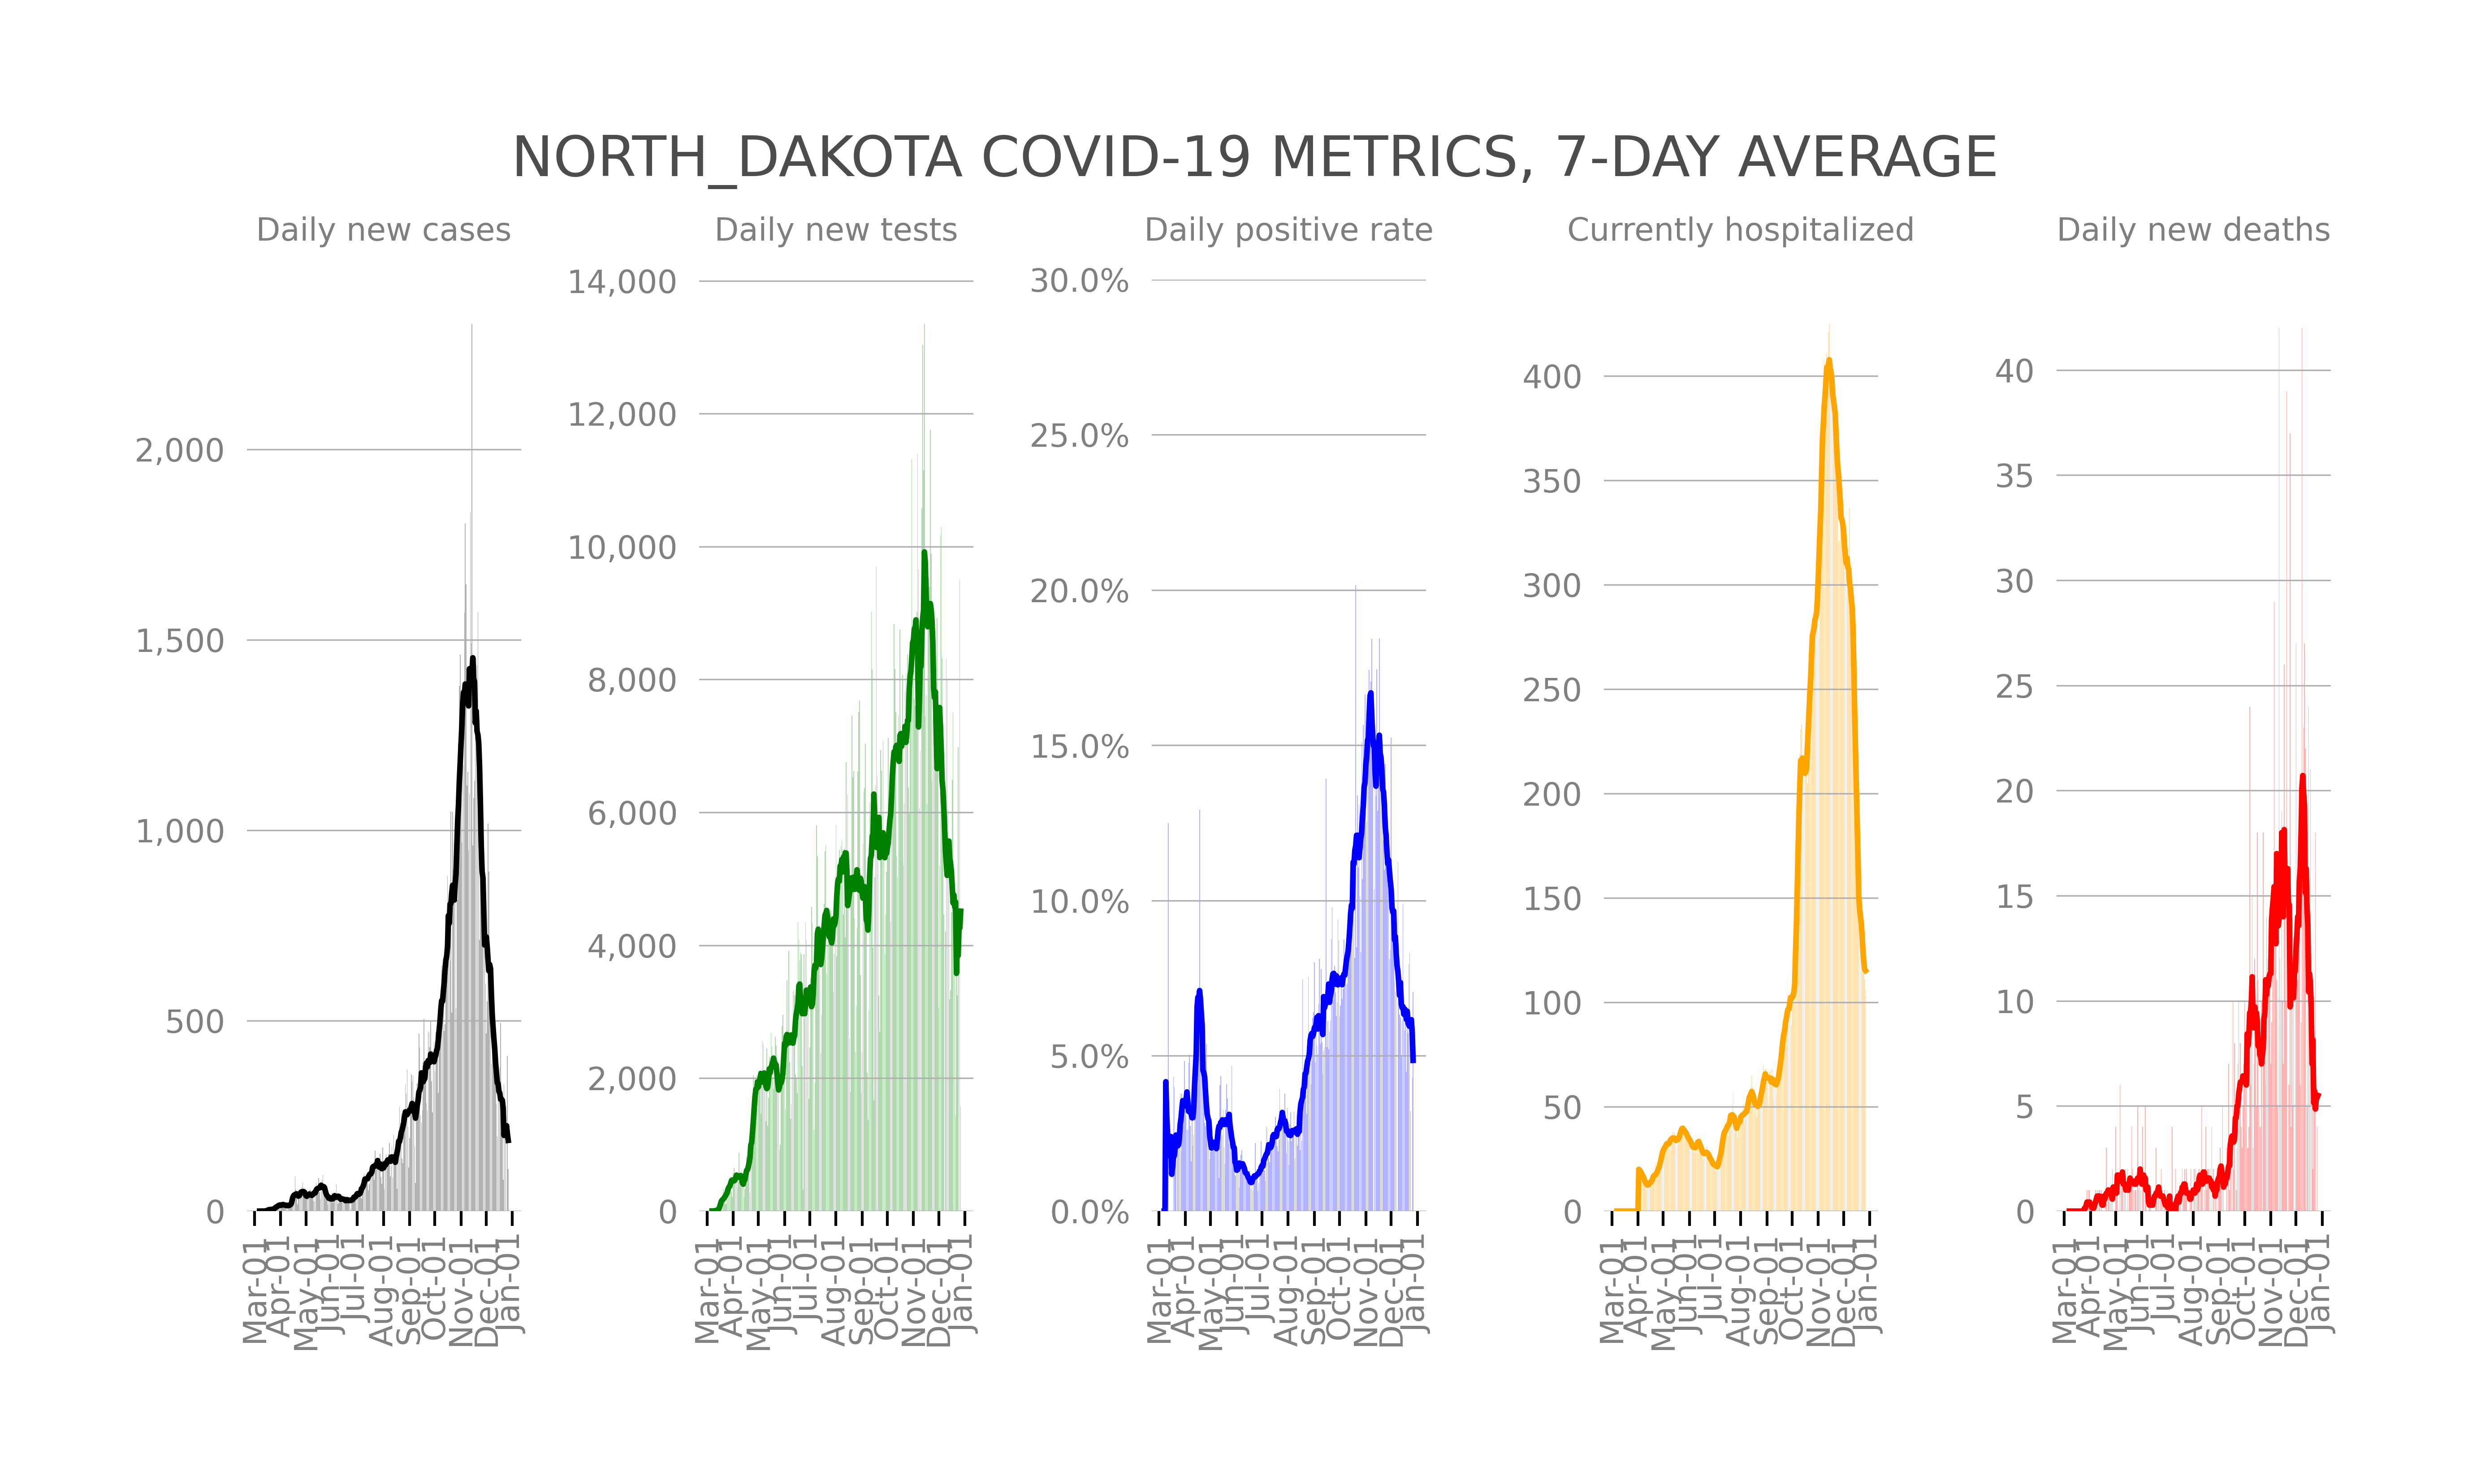 NORTH_DAKOTA COVID-19 METRICS, 7-DAY AVERAGE
Daily new cases
2,000
1,500
1,000
500
0
Mar-01
Apr-01
May-01
Jun-01
Jul-01
Aug-01
Sep-01
Oct-01
Nov-01
Dec-01
Jan-01
Daily new tests
14,000
12,000
10,000
8,000
6,000
4,000
2,000
0
Mar-01
Apr-01
May-01
Jun-01
Jul-01
Aug-01
Sep-01
Oct-01
Nov-01
Dec-01
Jan-01
Daily positive rate
30.0%
25.0%
20.0%
15.0%
10.0%
5.0%
0.0%
Mar-01
Apr-01
May-01
Jun-01
Jul-01
Aug-01
Sep-01
Oct-01
Nov-01
Dec-01
Jan-01
Currently hospitalized
400
350
300
250
200
150
100
50
0
Mar-01
Apr-01
May-01
Jun-01
Jul-01
Aug-01
Sep-01
Oct-01
Nov-01
Dec-01
Jan-01
Daily new deaths
40
35
30
25
20
15
10
5
0
Mar-01
Apr-01
May-01
Jun-01
Jul-01
Aug-01
Sep-01
Oct-01
Nov-01
Dec-01
Jan-01